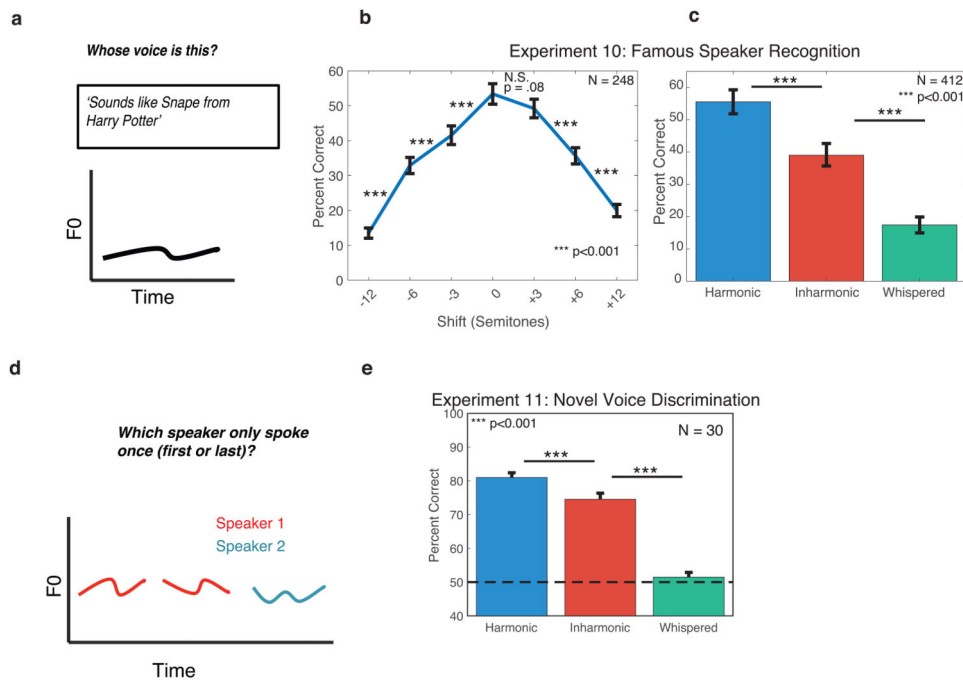 a
Whose voice is this?
'Sounds like Snape from
Harry Potter'
F0
Time
b
c
Experiment 10: Famous Speaker Recognition
60
50
40
30
20
10
0
Percent Correct
N.S.
p = .08
N = 248
***
***
***
***
***
*** p<0.001
-12
-6
-3
0
+3
+6
+12
Shift (Semitones)
60
50
40
30
20
10
0
Percent Correct
N = 412
*** p<0.001
***
***
Harmonic
Inharmonic
Whispered
d
Which speaker only spoke
once (first or last)?
Speaker 1
Speaker 2
F0
Time
e
Experiment 11: Novel Voice Discrimination
100
90
80
70
60
50
40
Percent Correct
*** p<0.001
N = 30
***
***
Harmonic
Inharmonic
Whispered